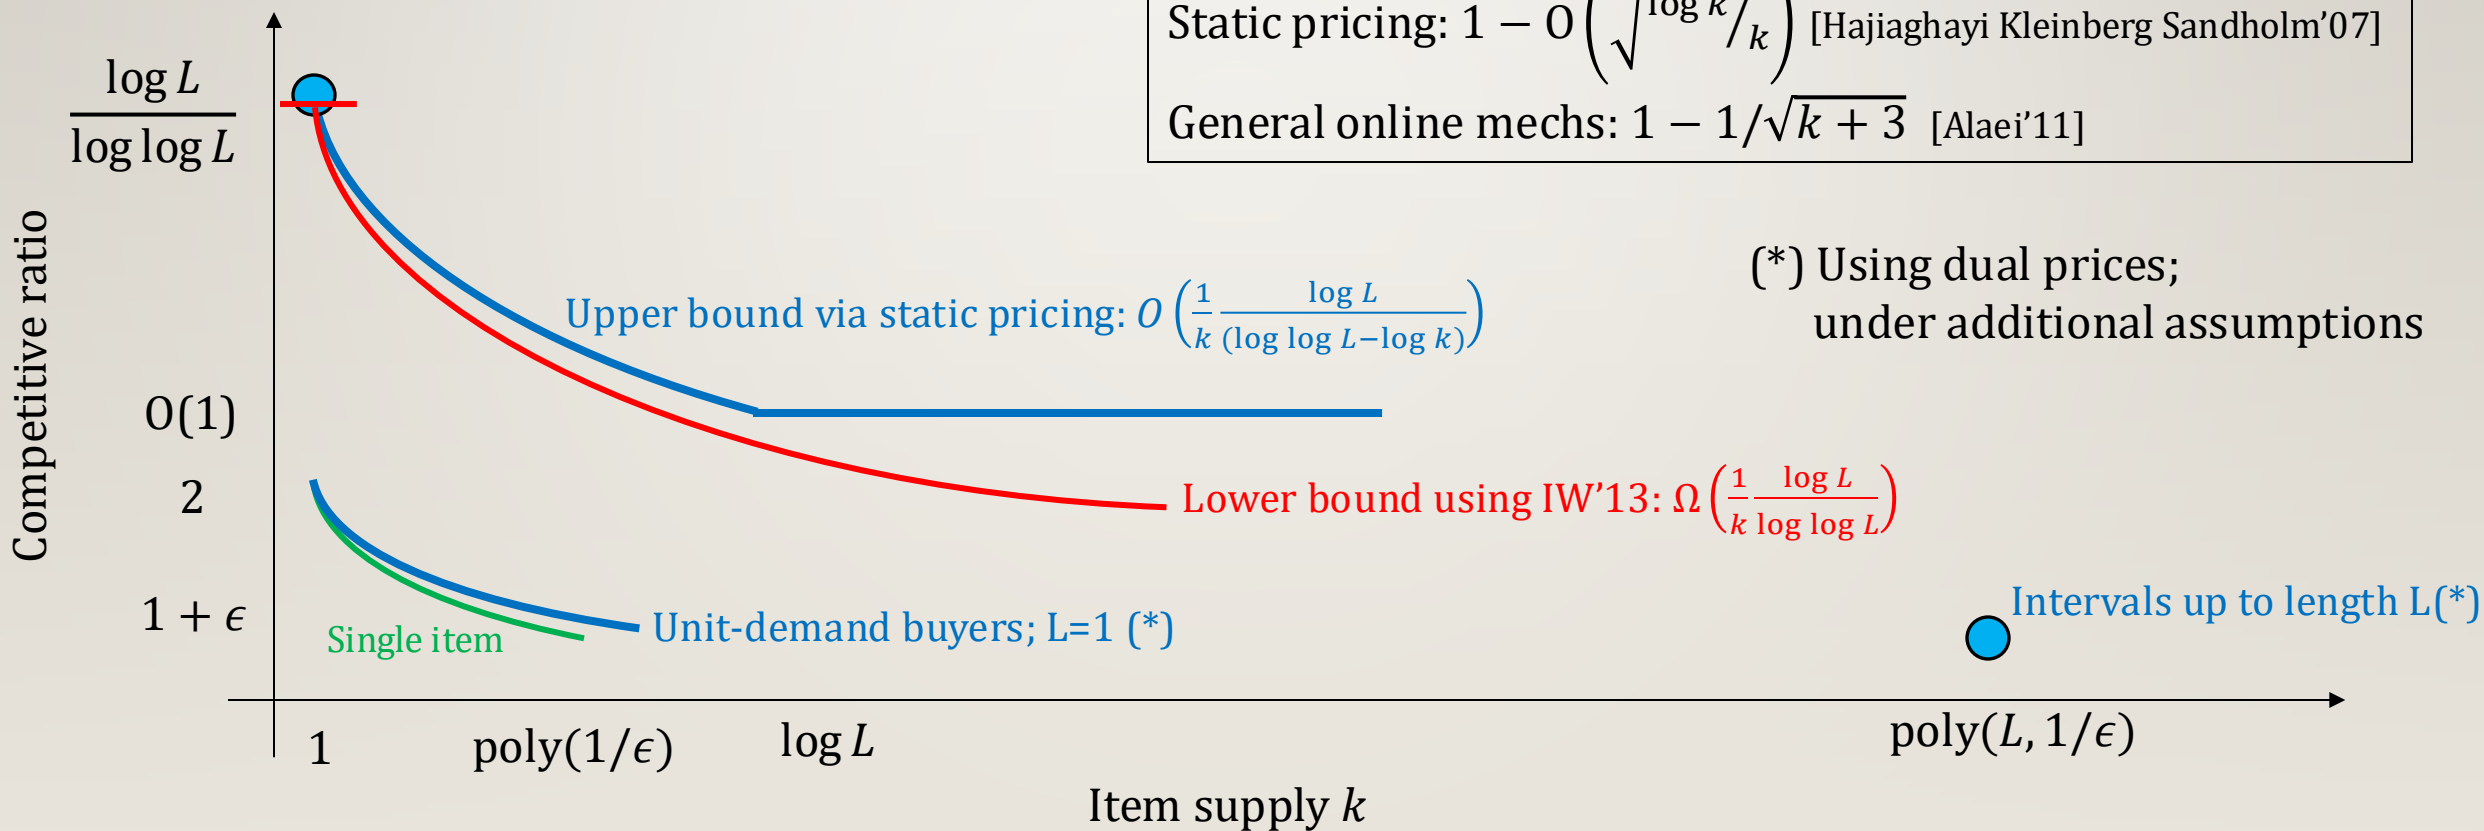 Static pricing: 1 − O(√(log k/k)) [Hajiaghayi Kleinberg Sandholm’07]
General online mechs: 1 − 1/√(k + 3) [Alaei’11]
log L / log log L
Competitive ratio
(*) Using dual prices;
under additional assumptions
Upper bound via static pricing: O(1/k log L/(log log L−log k))
O(1)
2
Lower bound using IW’13: Ω(1/k log L/log log L)
1 + ϵ
Single item
Unit-demand buyers; L=1 (*)
Intervals up to length L(*)
1
poly(1/ϵ)
log L
poly(L, 1/ϵ)
Item supply k